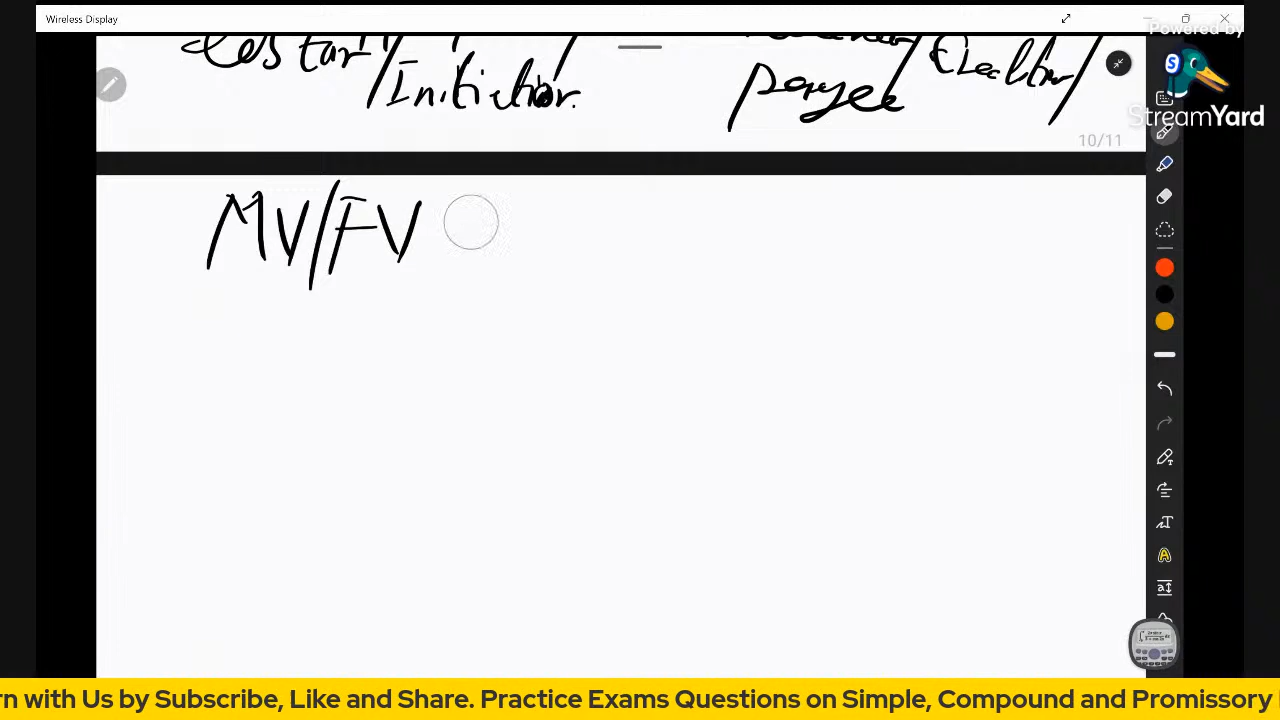 Wireless Display
Powered by
StreamYard
Initiator.
payee
10/11
MV/FV
rn with Us by Subscribe, Like and Share. Practice Exams Questions on Simple, Compound and Promissory